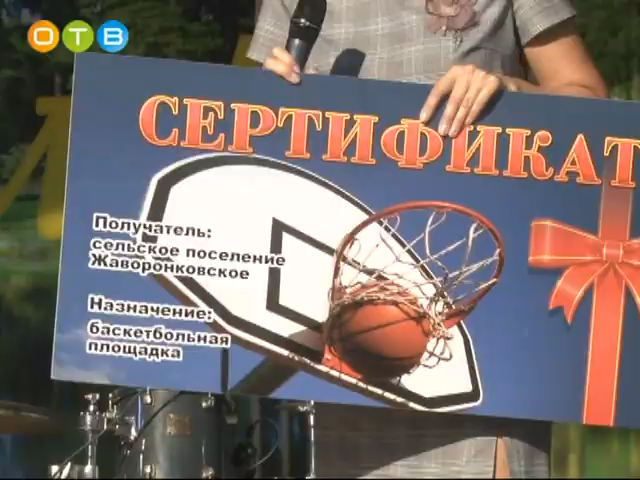 ОТВ
СЕРТИФИКАТ
Получатель:
сельское поселение
Жаворонковское
Назначение:
баскетбольная
площадка